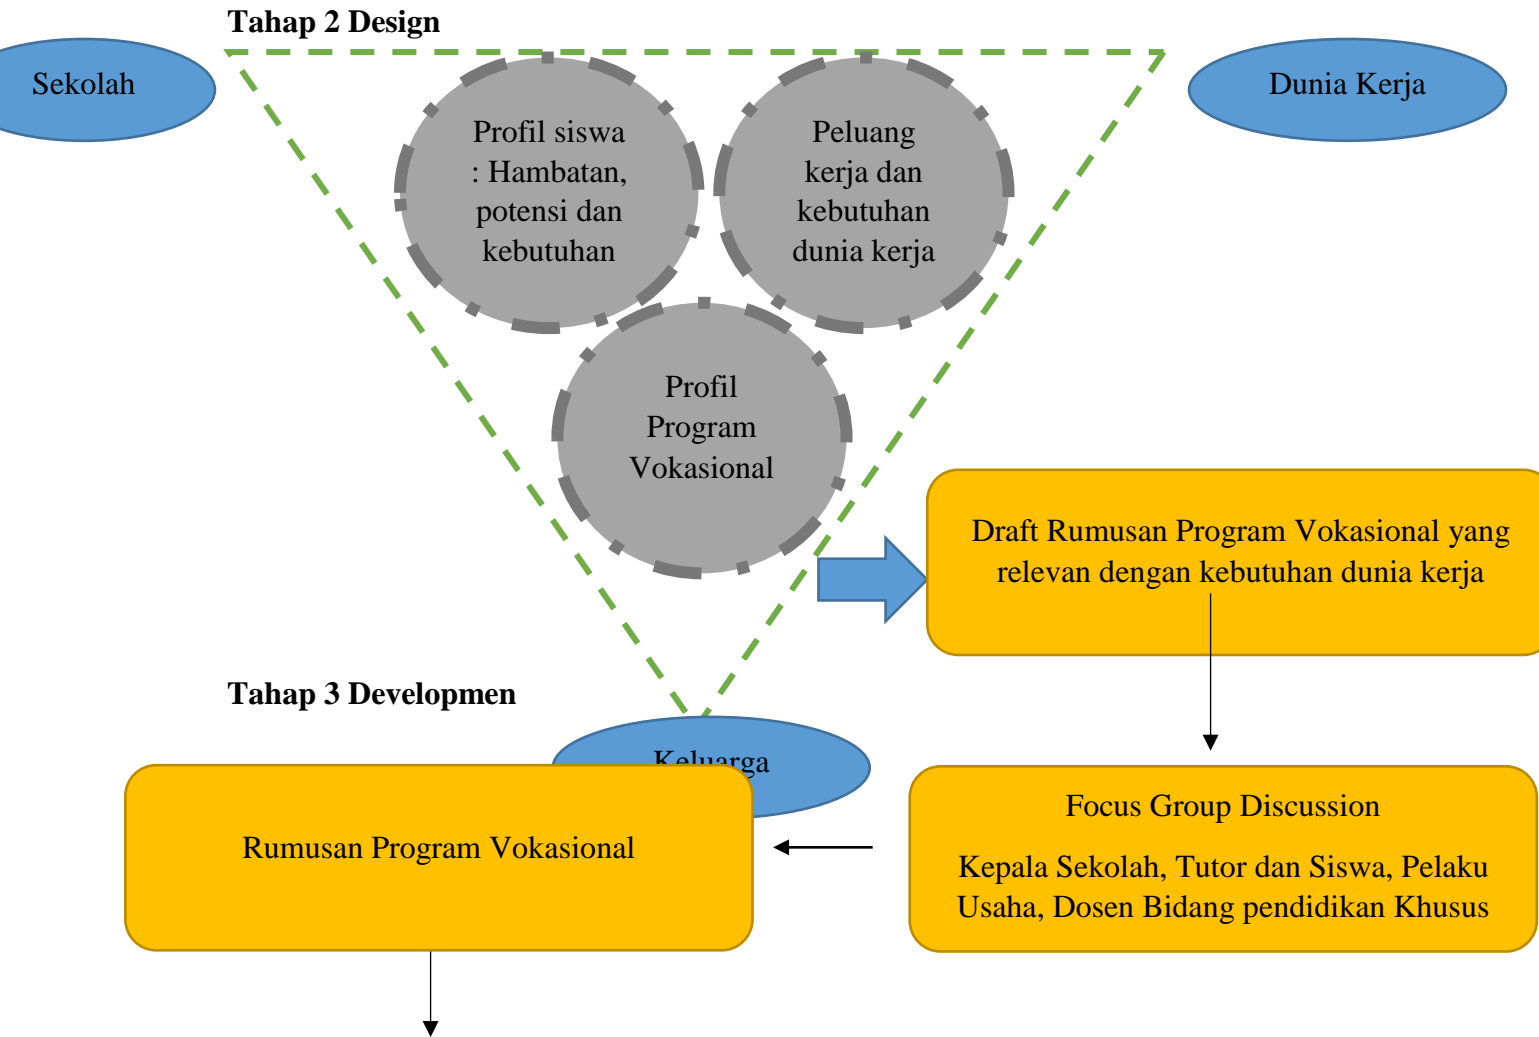 Tahap 2 Design
Sekolah
Dunia Kerja
Profil siswa
: Hambatan,
potensi dan
kebutuhan
Peluang
kerja dan
kebutuhan
dunia kerja
Profil
Program
Vokasional
Draft Rumusan Program Vokasional yang
relevan dengan kebutuhan dunia kerja
Tahap 3 Developmen
Keluarga
Rumusan Program Vokasional
Focus Group Discussion
Kepala Sekolah, Tutor dan Siswa, Pelaku
Usaha, Dosen Bidang pendidikan Khusus